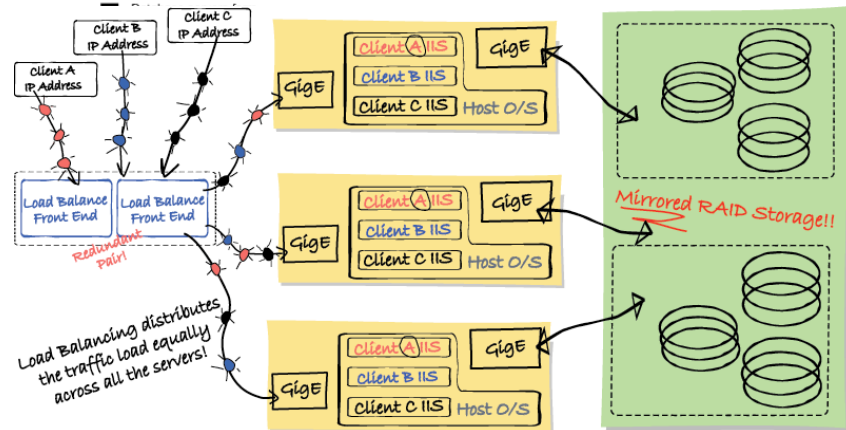 Client A
IP Address
Client B
IP Address
Client C
IP Address
Load Balance
Front End
Load Balance
Front End
Redundant
Pair!
Load Balancing distributes
the traffic load equally
across all the servers!
GigE
Client A IIS
Client B IIS
Client C IIS
Host O/S
GigE
GigE
Client A IIS
Client B IIS
Client C IIS
Host O/S
GigE
GigE
Client A IIS
Client B IIS
Client C IIS
Host O/S
GigE
Mirrored RAID Storage!!